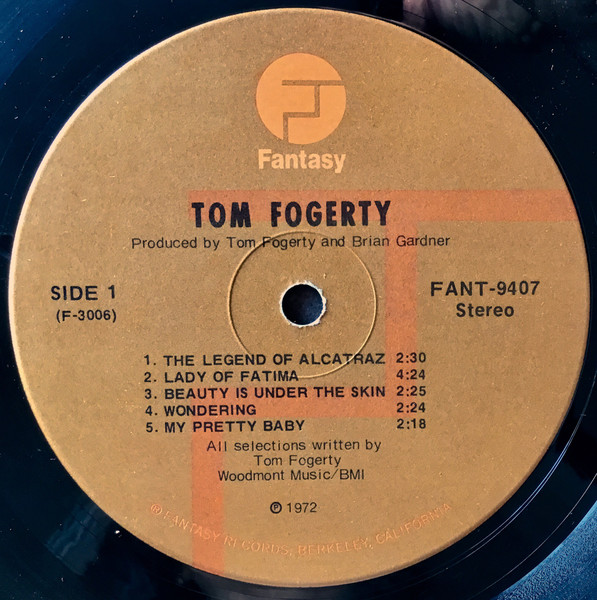 Fantasy
TOM FOGERTY
Produced by Tom Fogerty and Brian Gardner
SIDE 1
(F-3006)
FANT-9407
Stereo
1. THE LEGEND OF ALCATRAZ 2:30
2. LADY OF FATIMA 4:24
3. BEAUTY IS UNDER THE SKIN 2:25
4. WONDERING 2:24
5. MY PRETTY BABY 2:18
All selections written by
Tom Fogerty
Woodmont Music/BMI
℗ 1972
® FANTASY RECORDS, BERKELEY, CALIFORNIA